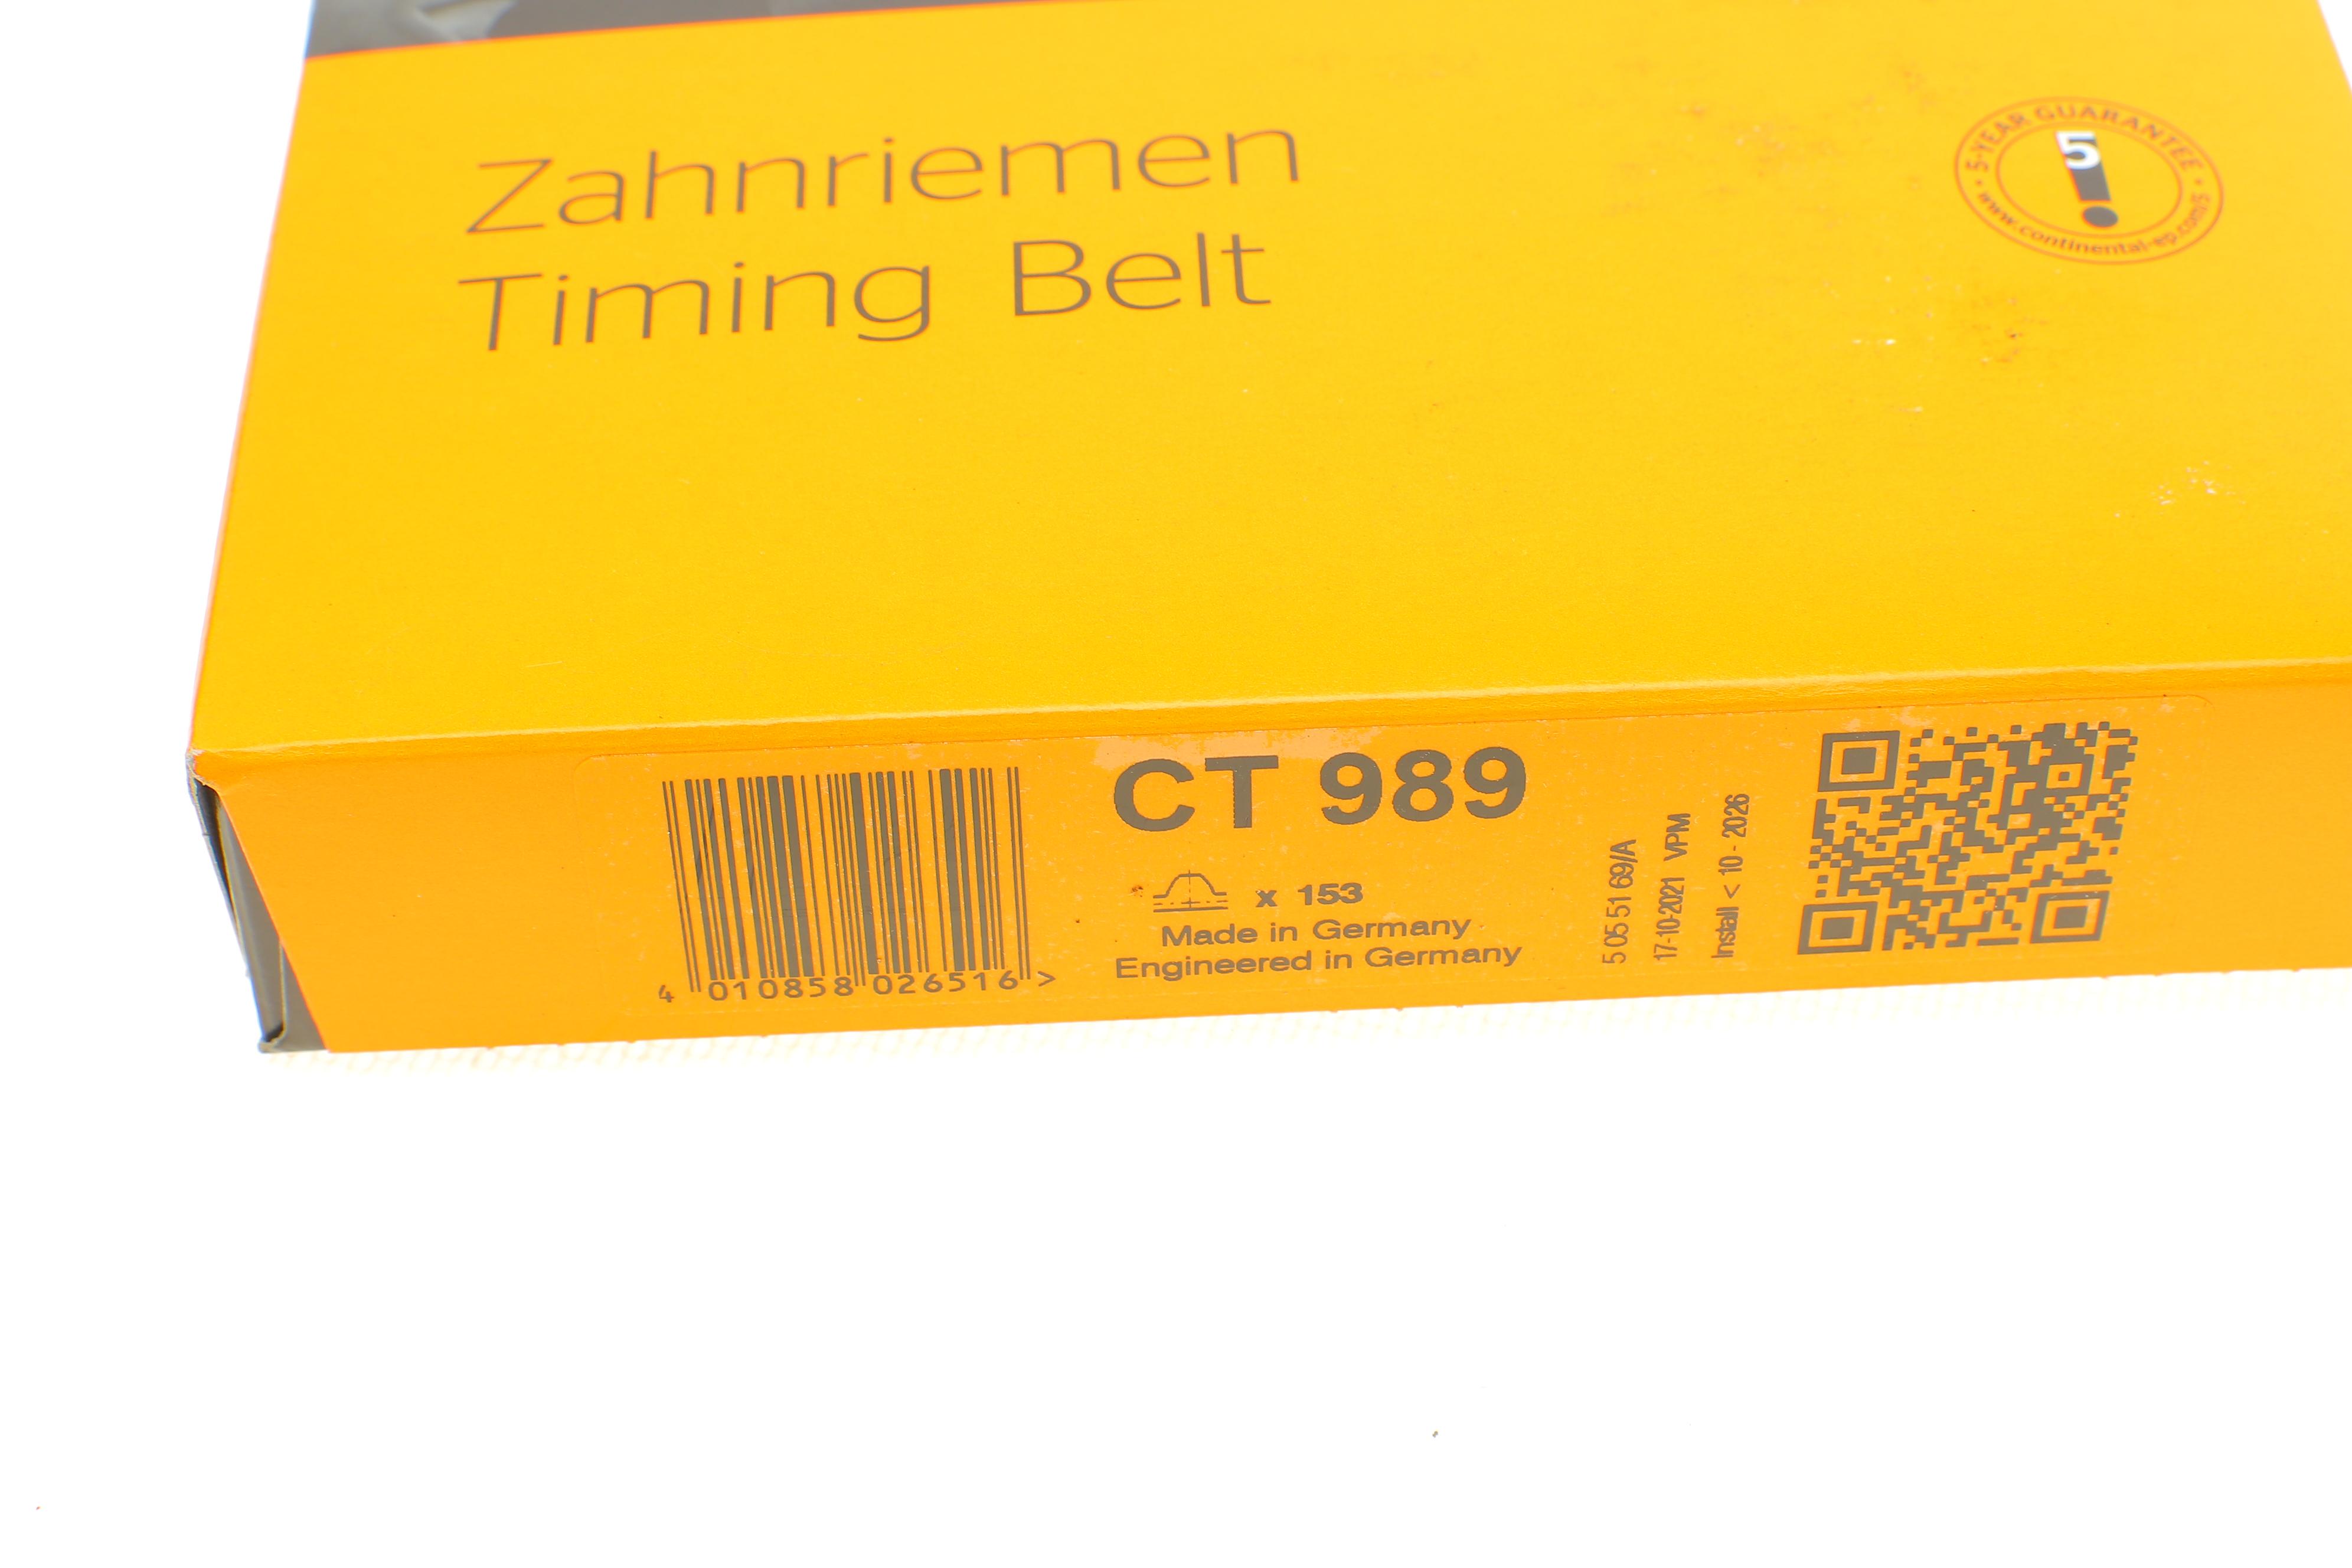 Zahnriemen
Timing Belt
• 5-YEAR GUARANTEE •
5
www.continental-ep.com/5
CT 989
x 153
Made in Germany
Engineered in Germany
4 010858 026516 >
5 05 51 69/A
17-10-2021 VPM
Install < 10 - 2026